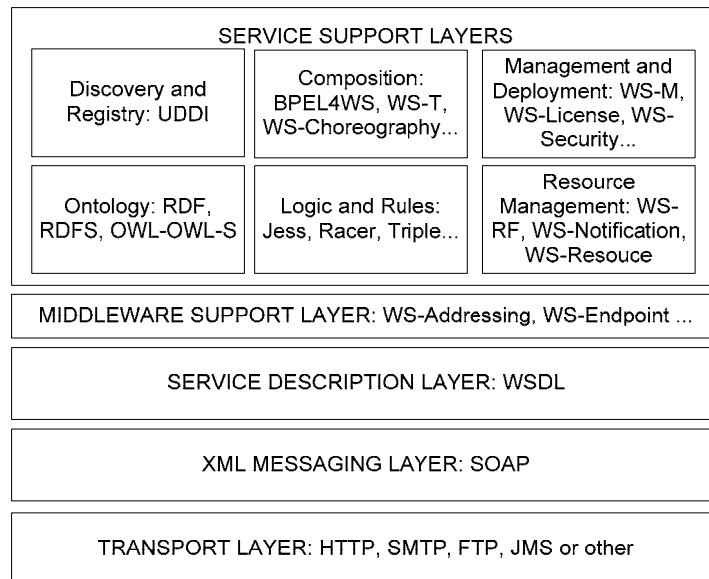 SERVICE SUPPORT LAYERS
Discovery and
Registry: UDDI
Composition:
BPEL4WS, WS-T,
WS-Choreography...
Management and
Deployment: WS-M,
WS-License, WS-
Security...
Ontology: RDF,
RDFS, OWL-OWL-S
Logic and Rules:
Jess, Racer, Triple...
Resource
Management: WS-
RF, WS-Notification,
WS-Resouce
MIDDLEWARE SUPPORT LAYER: WS-Addressing, WS-Endpoint ...
SERVICE DESCRIPTION LAYER: WSDL
XML MESSAGING LAYER: SOAP
TRANSPORT LAYER: HTTP, SMTP, FTP, JMS or other